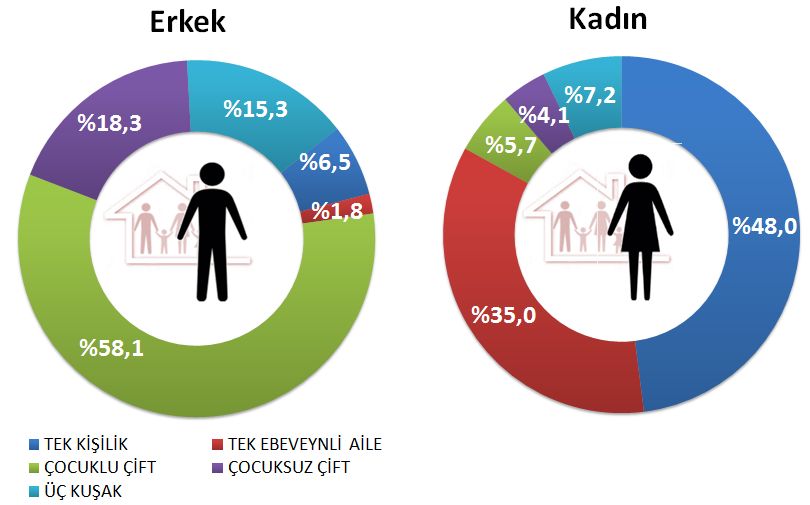 Erkek
%15,3
%6,5
%1,8
%58,1
%18,3
Kadın
%48,0
%35,0
%5,7
%4,1
%7,2
TEK KİŞİLİK
TEK EBEVEYNLİ AİLE
ÇOCUKLU ÇİFT
ÇOCUKSUZ ÇİFT
ÜÇ KUŞAK